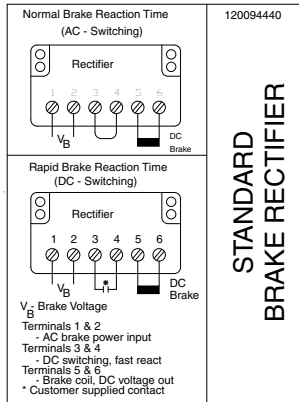 Normal Brake Reaction Time
(AC - Switching)
Rectifier
1 2 3 4 5 6
VB
DC
Brake
Rapid Brake Reaction Time
(DC - Switching)
Rectifier
1 2 3 4 5 6
*
VB
DC
Brake
VB - Brake Voltage
Terminals 1 & 2
- AC brake power input
Terminals 3 & 4
- DC switching, fast react
Terminals 5 & 6
- Brake coil, DC voltage out
* Customer supplied contact
120094440
STANDARD
BRAKE RECTIFIER